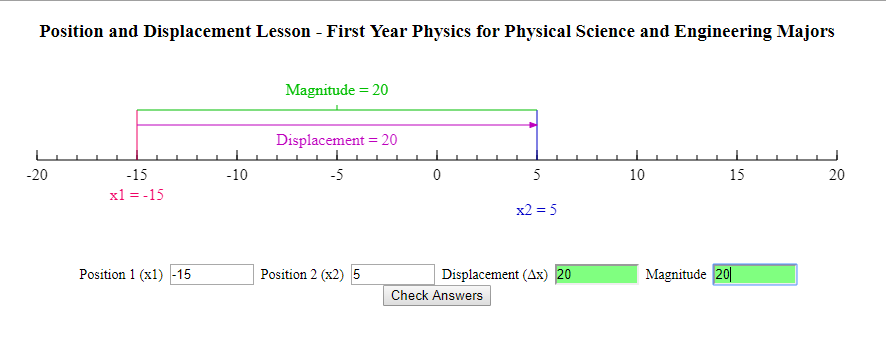 Position and Displacement Lesson - First Year Physics for Physical Science and Engineering Majors
Magnitude = 20
Displacement = 20
-20 -15 -10 -5 0 5 10 15 20
x1 = -15
x2 = 5
Position 1 (x1) -15 Position 2 (x2) 5 Displacement (Δx) 20 Magnitude 20
Check Answers